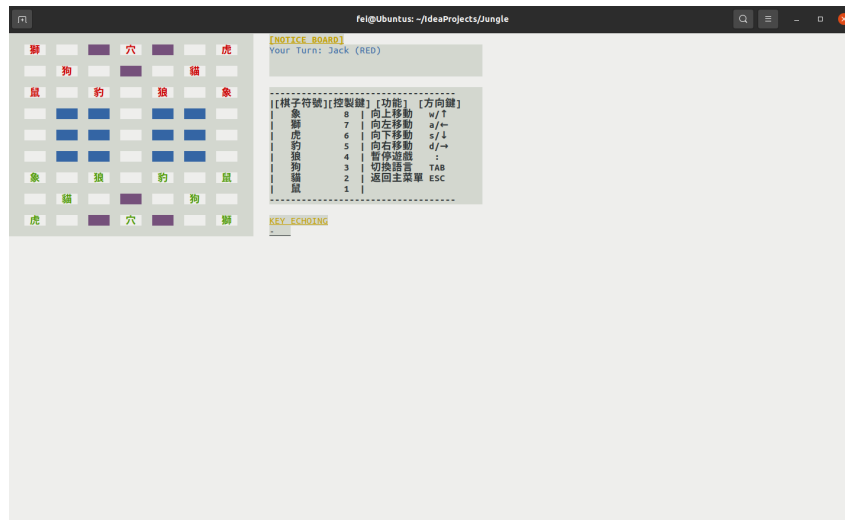 fei@Ubuntus: ~/IdeaProjects/Jungle
獅 穴 虎
狗 貓
鼠 豹 狼 象
象 狼 豹 鼠
貓 狗
虎 穴 獅
[NOTICE BOARD]
Your Turn: Jack (RED)
-----------------------------------
|[棋子符號][控製鍵] [功能] [方向鍵]
| 象 8 | 向上移動 w/↑
| 獅 7 | 向左移動 a/←
| 虎 6 | 向下移動 s/↓
| 豹 5 | 向右移動 d/→
| 狼 4 | 暫停遊戲 :
| 狗 3 | 切換語言 TAB
| 貓 2 | 返回主菜單 ESC
| 鼠 1 |
-----------------------------------
KEY ECHOING
-